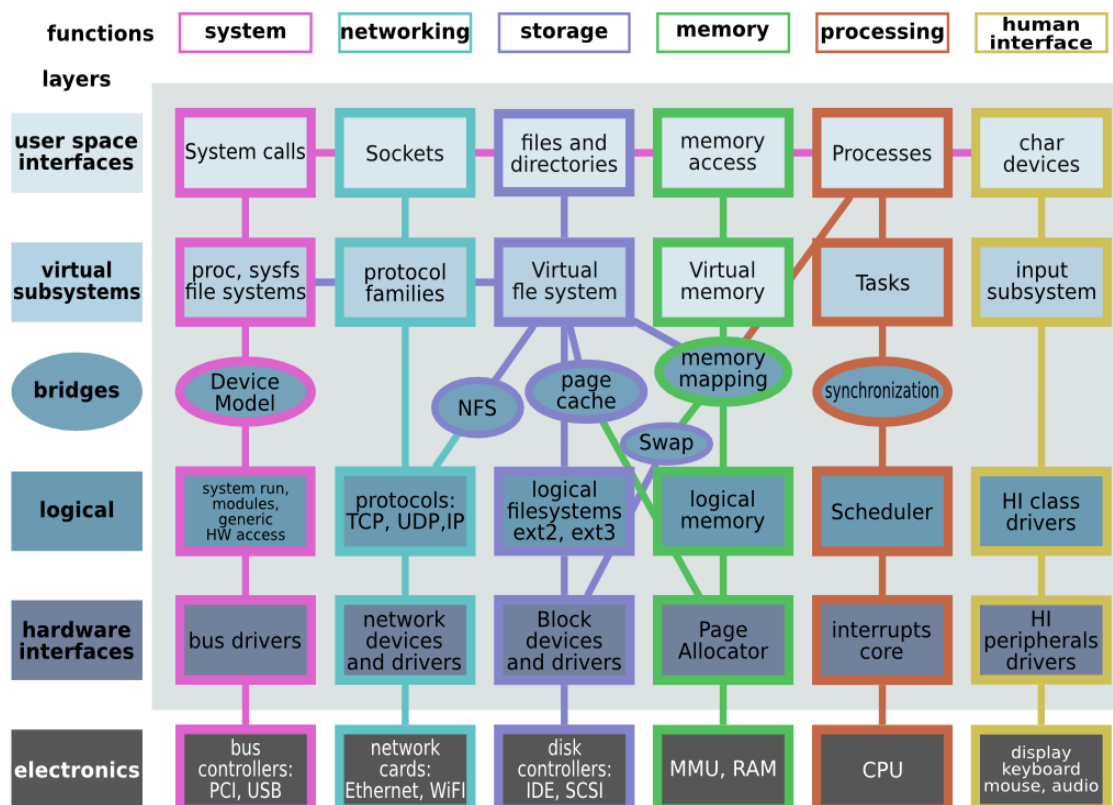 functions
system
networking
storage
memory
processing
human
interface
layers
user space
interfaces
System calls
Sockets
files and
directories
memory
access
Processes
char
devices
virtual
subsystems
proc, sysfs
file systems
protocol
families
Virtual
fle system
Virtual
memory
Tasks
input
subsystem
bridges
Device
Model
NFS
page
cache
memory
mapping
synchronization
Swap
logical
system run,
modules,
generic
HW access
protocols:
TCP, UDP,IP
logical
filesystems
ext2, ext3
logical
memory
Scheduler
HI class
drivers
hardware
interfaces
bus drivers
network
devices
and drivers
Block
devices
and drivers
Page
Allocator
interrupts
core
HI
peripherals
drivers
electronics
bus
controllers:
PCI, USB
network
cards:
Ethernet, WiFI
disk
controllers:
IDE, SCSI
MMU, RAM
CPU
display
keyboard
mouse, audio